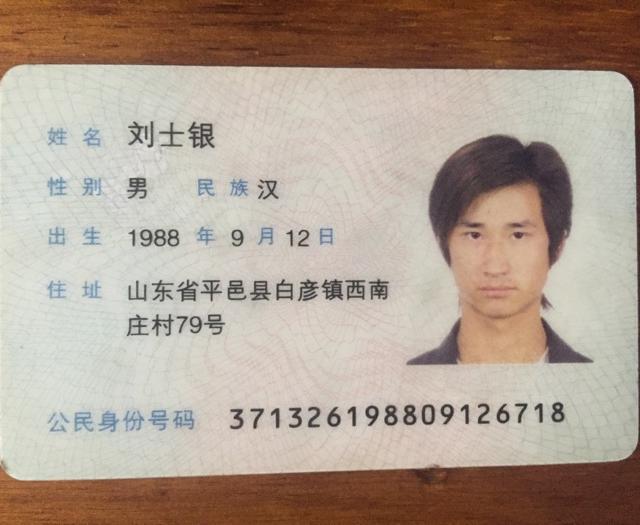 姓名 刘士银
性别 男 民族 汉
出生 1988 年 9 月 12 日
住址 山东省平邑县白彦镇西南
庄村79号
公民身份号码 371326198809126718